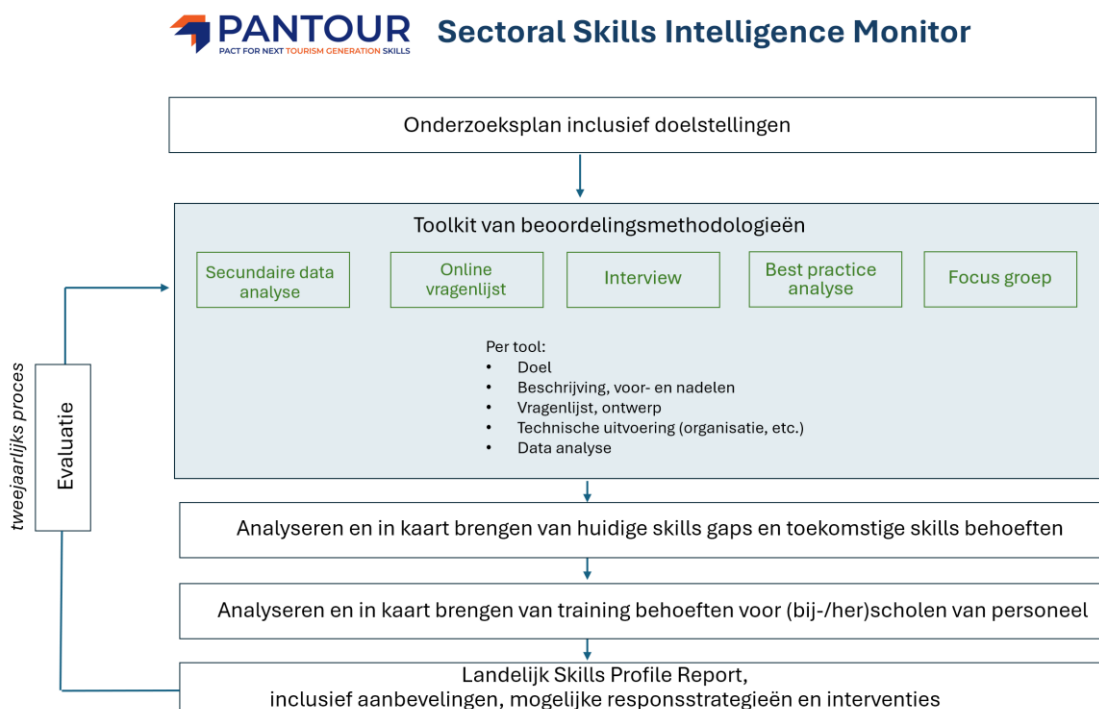 PANTOUR
PACT FOR NEXT TOURISM GENERATION SKILLS
Sectoral Skills Intelligence Monitor
Onderzoeksplan inclusief doelstellingen
Toolkit van beoordelingsmethodologieën
Secundaire data
analyse
Online
vragenlijst
Interview
Best practice
analyse
Focus groep
Per tool:
• Doel
• Beschrijving, voor- en nadelen
• Vragenlijst, ontwerp
• Technische uitvoering (organisatie, etc.)
• Data analyse
tweejaarlijks proces
Evaluatie
Analyseren en in kaart brengen van huidige skills gaps en toekomstige skills behoeften
Analyseren en in kaart brengen van training behoeften voor (bij-/her)scholen van personeel
Landelijk Skills Profile Report,
inclusief aanbevelingen, mogelijke responsstrategieën en interventies